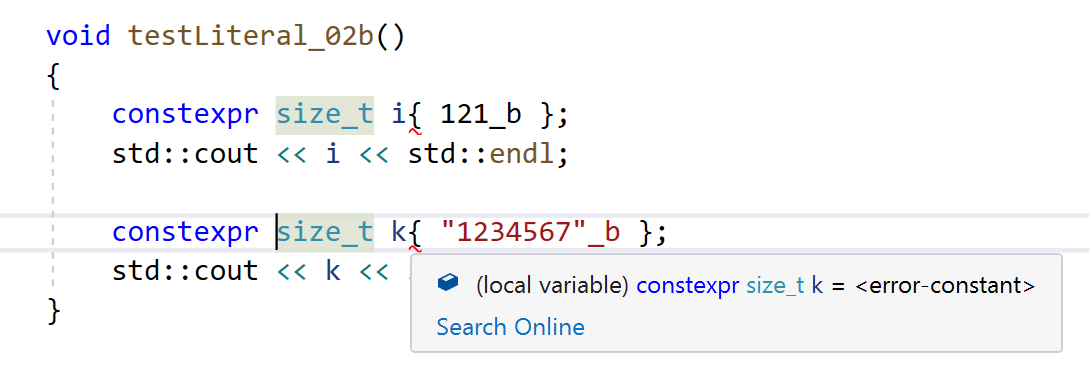 void testLiteral_02b()
{
constexpr size_t i{ 121_b };
std::cout << i << std::endl;
constexpr size_t k{ "1234567"_b };
std::cout << k <<
(local variable) constexpr size_t k = <error-constant>
Search Online
}